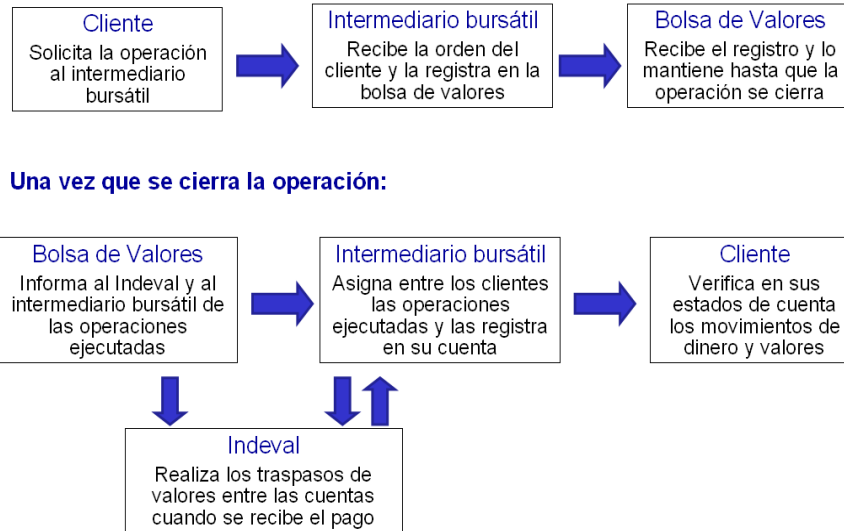 Cliente
Solicita la operación
al intermediario
bursátil
Intermediario bursátil
Recibe la orden del
cliente y la registra en la
bolsa de valores
Bolsa de Valores
Recibe el registro y lo
mantiene hasta que la
operación se cierra
Una vez que se cierra la operación:
Bolsa de Valores
Informa al Indeval y al
intermediario bursátil de
las operaciones
ejecutadas
Intermediario bursátil
Asigna entre los clientes
las operaciones
ejecutadas y las registra
en su cuenta
Cliente
Verifica en sus
estados de cuenta
los movimientos de
dinero y valores
Indeval
Realiza los traspasos de
valores entre las cuentas
cuando se recibe el pago